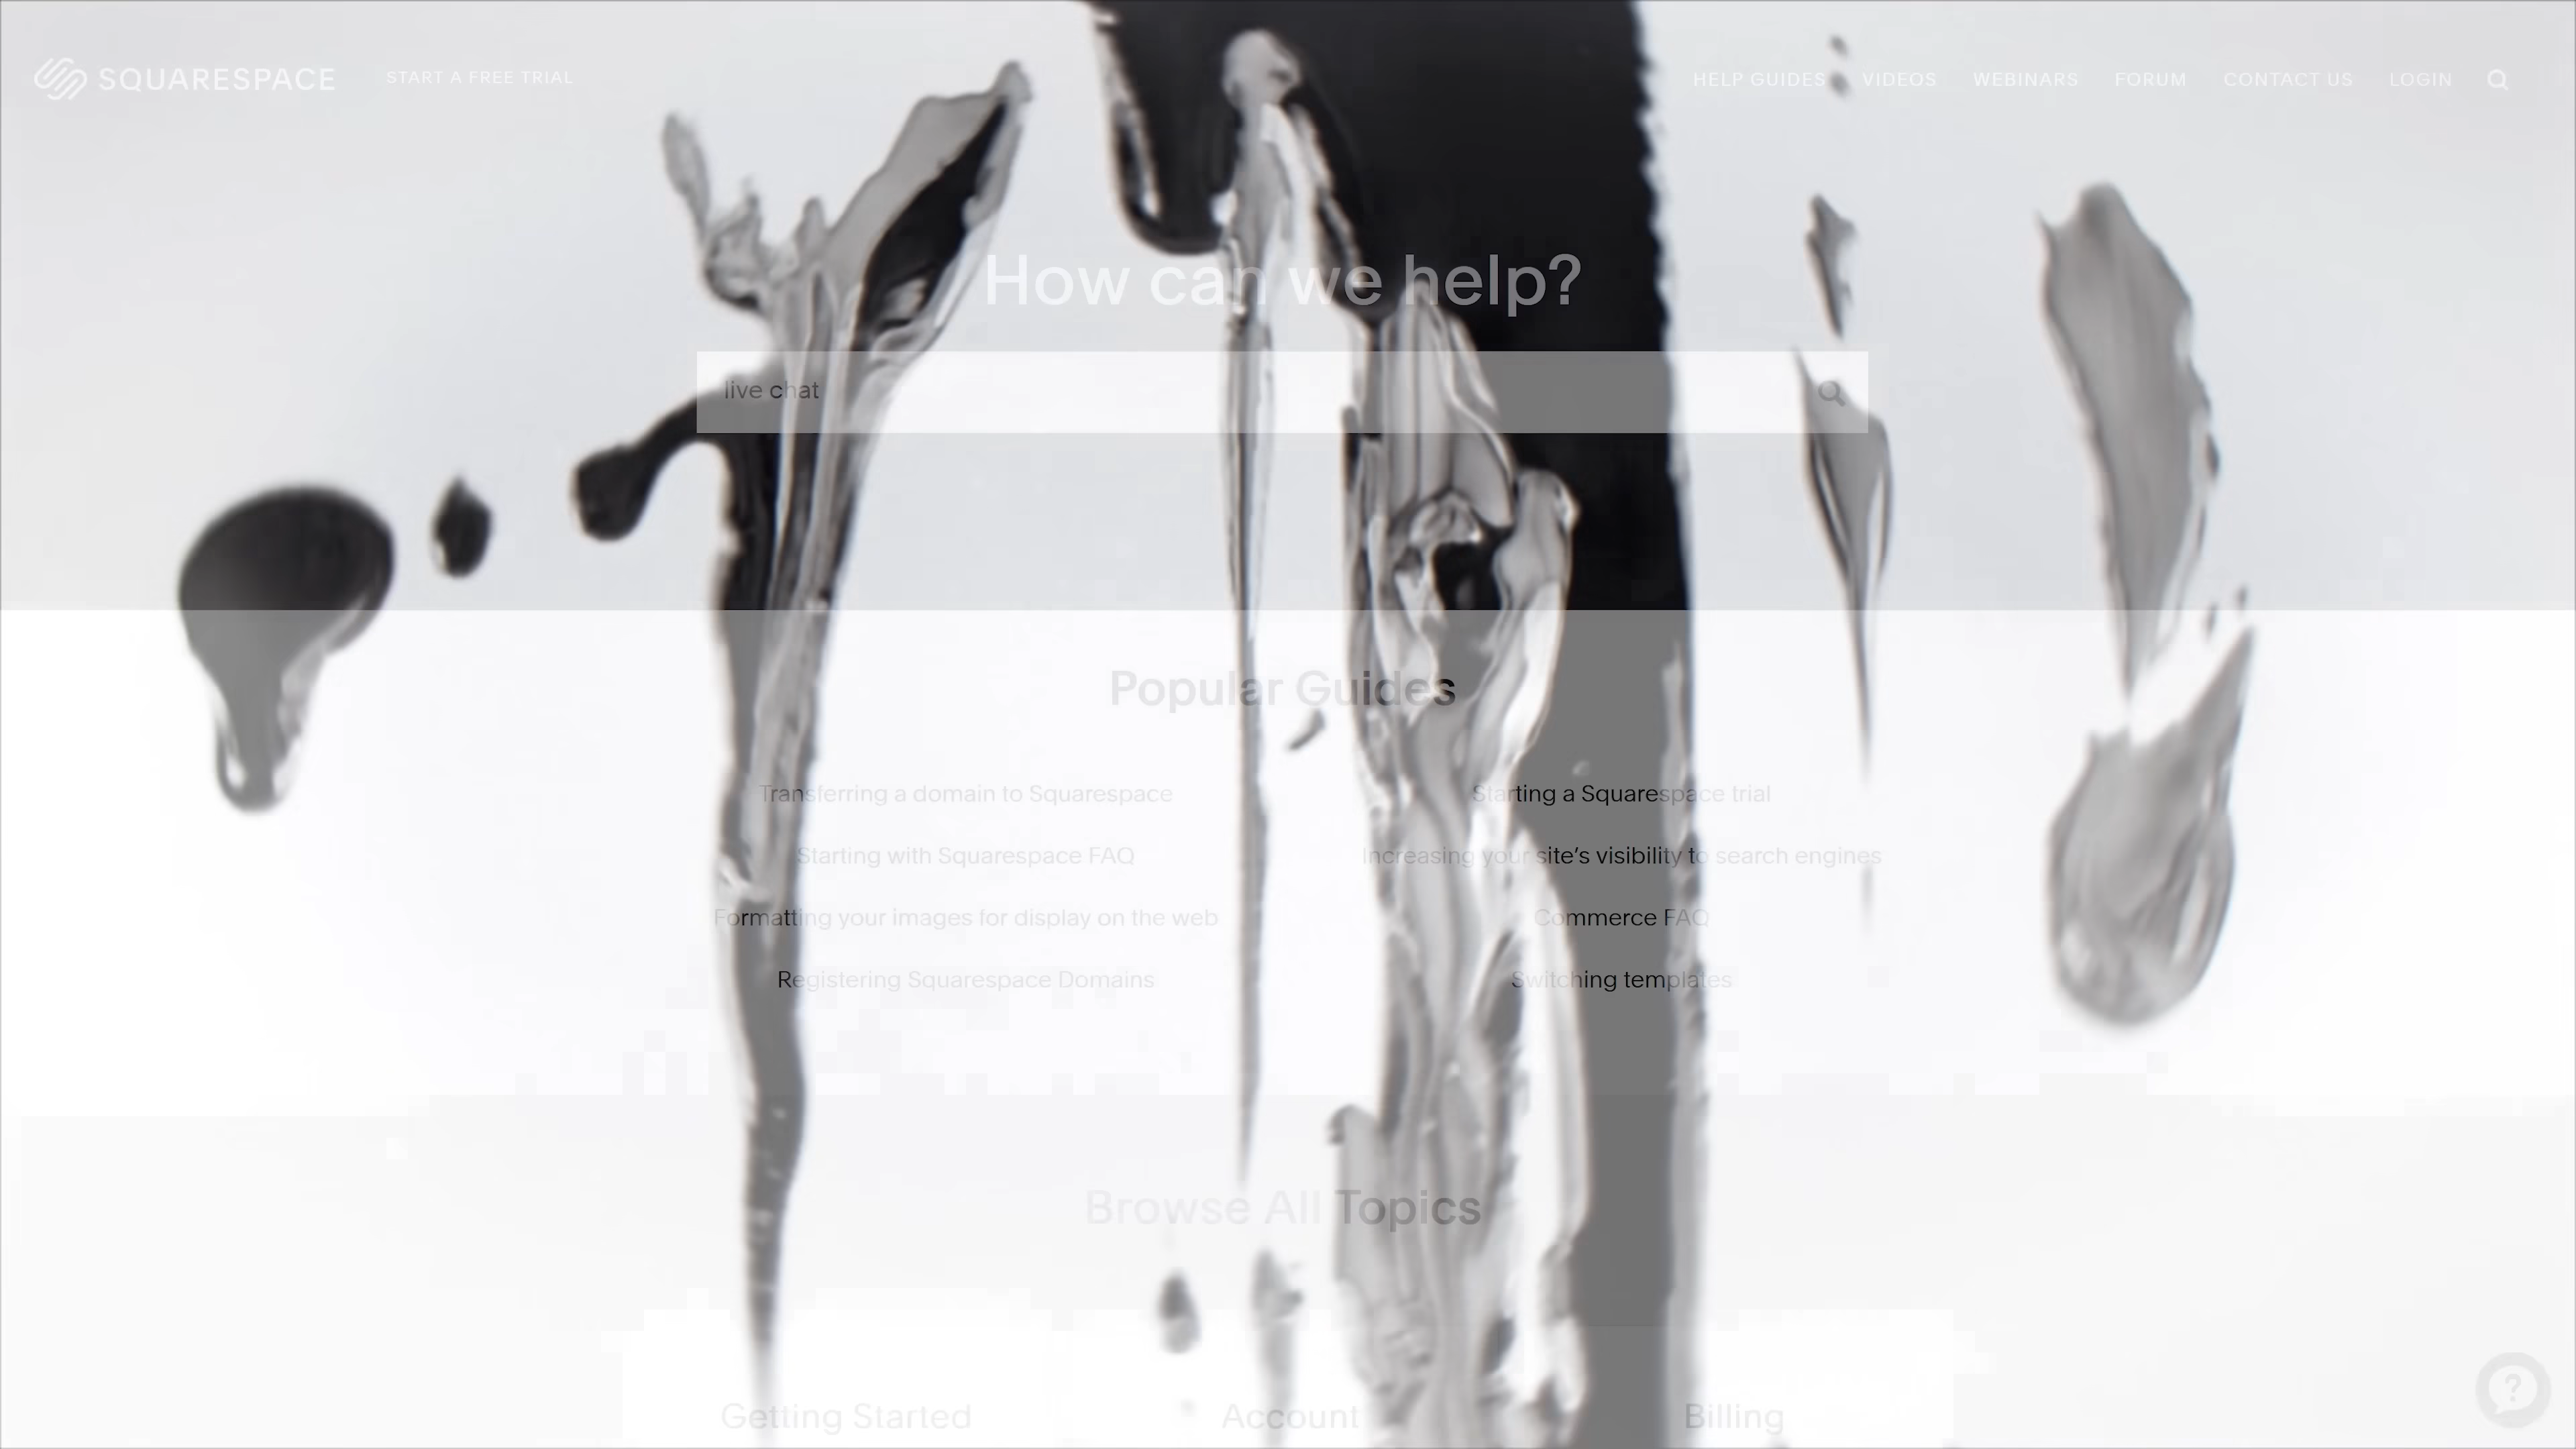 SQUARESPACE START A FREE TRIAL HELP GUIDES VIDEOS WEBINARS FORUM CONTACT US LOGIN
How can we help?
live chat
Popular Guides
Transferring a domain to Squarespace Starting a Squarespace trial
Starting with Squarespace FAQ Increasing your site's visibility to search engines
Formatting your images for display on the web Commerce FAQ
Registering Squarespace Domains Switching templates
Browse All Topics
Getting Started Account Billing
?